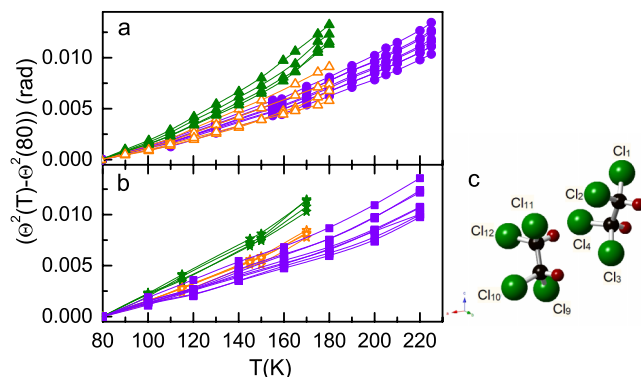 a
0.010
0.005
0.000
b
0.010
0.005
0.000
(Θ²(T)-Θ²(80)) (rad)
80 100 120 140 160 180 200 220
T(K)
c
Cl₁
Cl₂
Cl₁₁
Cl₁₂
Cl₄
Cl₃
Cl₁₀
Cl₉